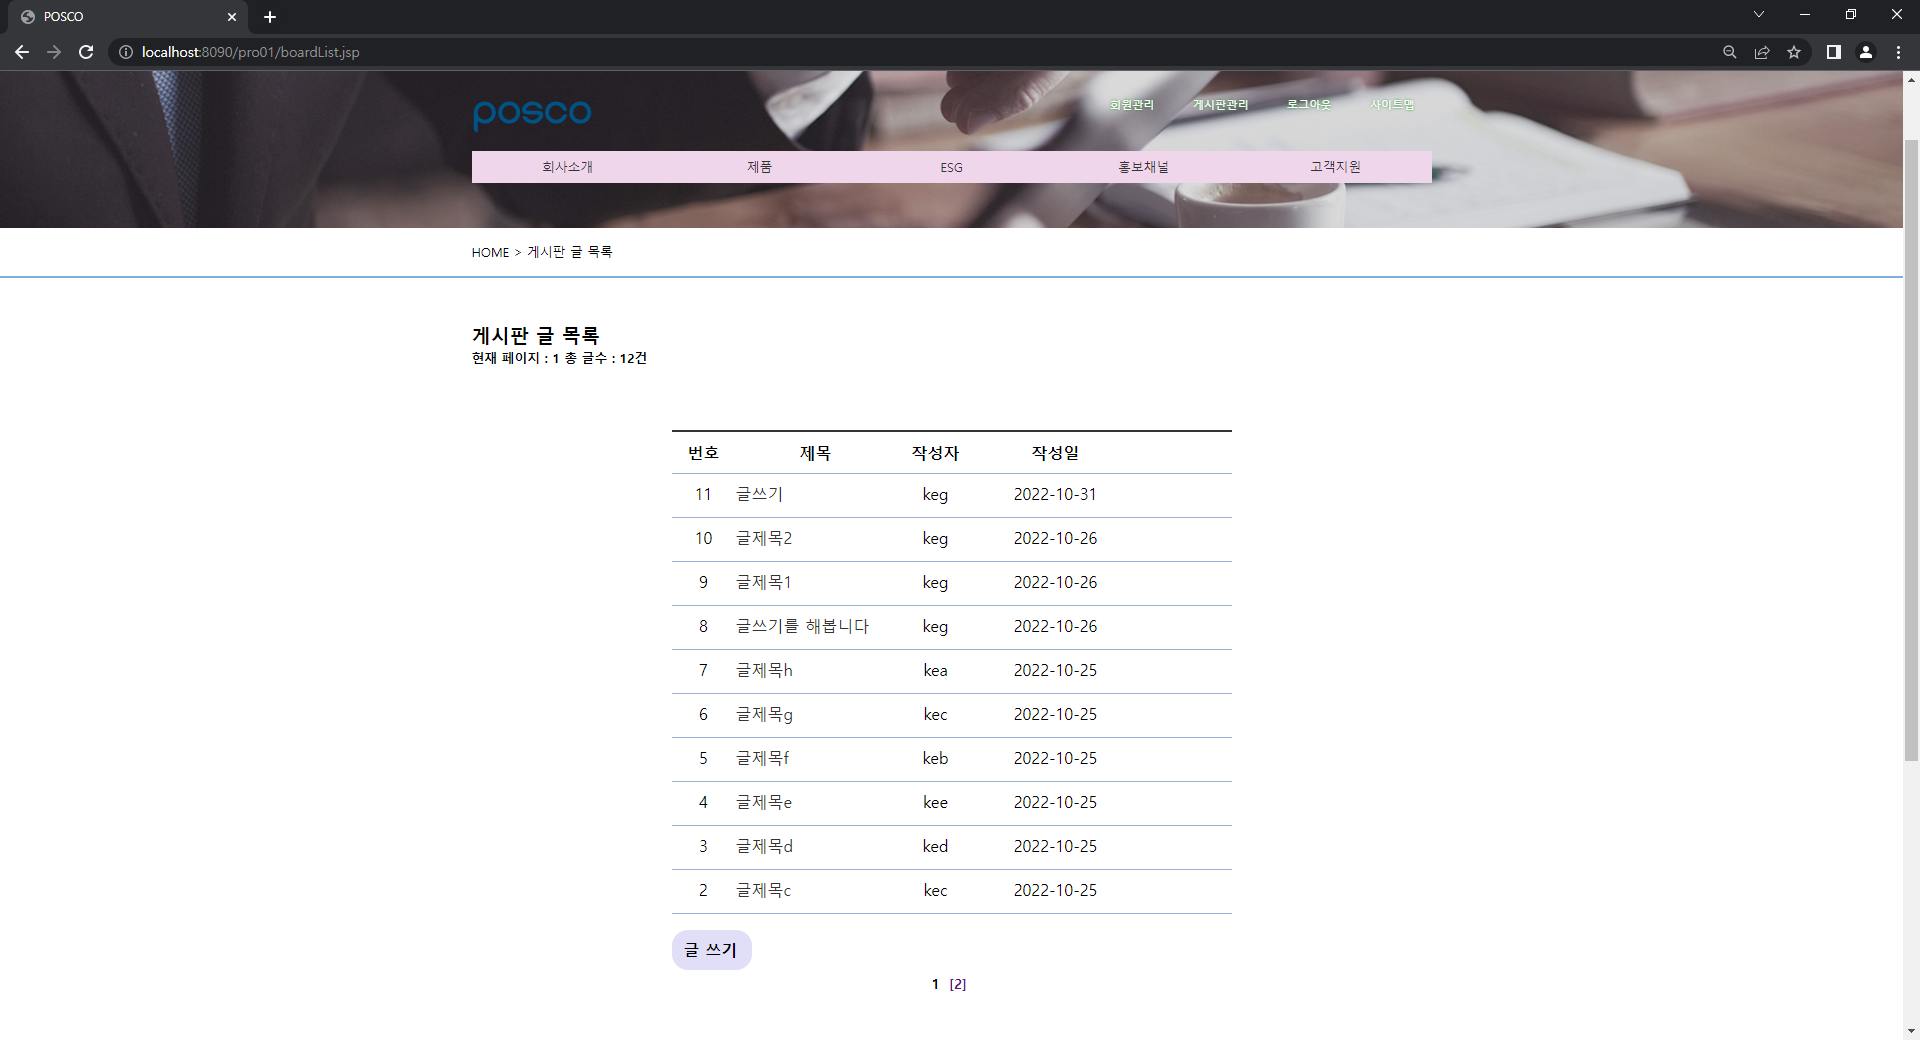 POSCO
localhost:8090/pro01/boardList.jsp
posco
회원관리 게시판관리 로그아웃 사이트맵
회사소개 제품 ESG 홍보채널 고객지원
HOME > 게시판 글 목록
게시판 글 목록
현재 페이지 : 1 총 글수 : 12건
번호 제목 작성자 작성일
11 글쓰기 keg 2022-10-31
10 글제목2 keg 2022-10-26
9 글제목1 keg 2022-10-26
8 글쓰기를 해봅니다 keg 2022-10-26
7 글제목h kea 2022-10-25
6 글제목g kec 2022-10-25
5 글제목f keb 2022-10-25
4 글제목e kee 2022-10-25
3 글제목d ked 2022-10-25
2 글제목c kec 2022-10-25
글 쓰기
1 [2]